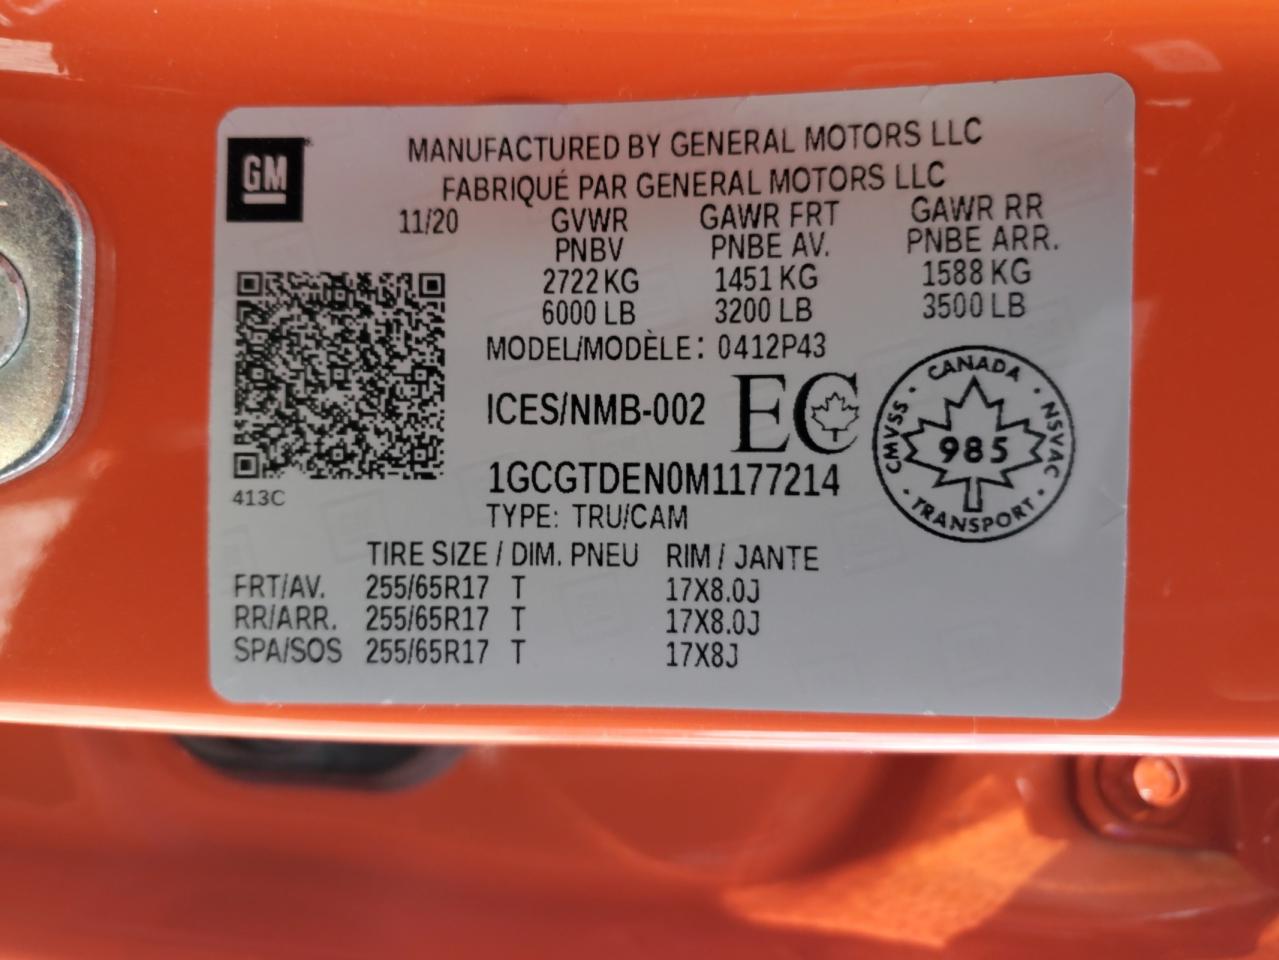 GM
MANUFACTURED BY GENERAL MOTORS LLC
FABRIQUÉ PAR GENERAL MOTORS LLC
11/20 GVWR GAWR FRT GAWR RR
PNBV PNBE AV. PNBE ARR.
2722 KG 1451 KG 1588 KG
6000 LB 3200 LB 3500 LB
MODEL/MODÈLE: 0412P43
ICES/NMB-002 EC
1GCGTDEN0M1177214
413C
TYPE: TRU/CAM
CANADA
CMVSS 985 NSVAC
TRANSPORT
TIRE SIZE / DIM. PNEU RIM / JANTE
FRT/AV. 255/65R17 T 17X8.0J
RR/ARR. 255/65R17 T 17X8.0J
SPA/SOS 255/65R17 T 17X8J